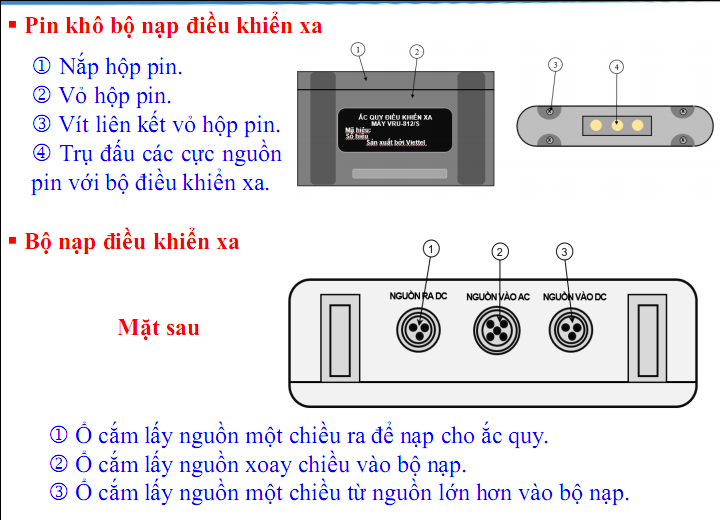 ▪ Pin khô bộ nạp điều khiển xa
① Nắp hộp pin.
② Vỏ hộp pin.
③ Vít liên kết vỏ hộp pin.
④ Trụ đấu các cực nguồn
pin với bộ điều khiển xa.
1
2
ẮC QUY ĐIỀU KHIỂN XA
MÁY VRU-812/S
Mã hiệu:
Số hiệu
Sản xuất bởi Viettel.
3
4
▪ Bộ nạp điều khiển xa
Mặt sau
1
2
3
NGUỒN RA DC
NGUỒN VÀO AC
NGUỒN VÀO DC
① Ổ cắm lấy nguồn một chiều ra để nạp cho ắc quy.
② Ổ cắm lấy nguồn xoay chiều vào bộ nạp.
③ Ổ cắm lấy nguồn một chiều từ nguồn lớn hơn vào bộ nạp.